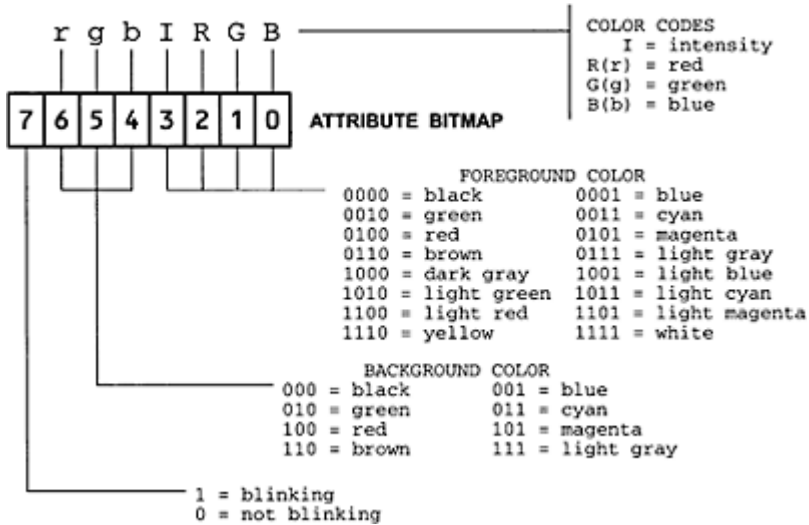 r g b I R G B
COLOR CODES
I = intensity
R(r) = red
G(g) = green
B(b) = blue
7 6 5 4 3 2 1 0 ATTRIBUTE BITMAP
FOREGROUND COLOR
0000 = black 0001 = blue
0010 = green 0011 = cyan
0100 = red 0101 = magenta
0110 = brown 0111 = light gray
1000 = dark gray 1001 = light blue
1010 = light green 1011 = light cyan
1100 = light red 1101 = light magenta
1110 = yellow 1111 = white
BACKGROUND COLOR
000 = black 001 = blue
010 = green 011 = cyan
100 = red 101 = magenta
110 = brown 111 = light gray
1 = blinking
0 = not blinking